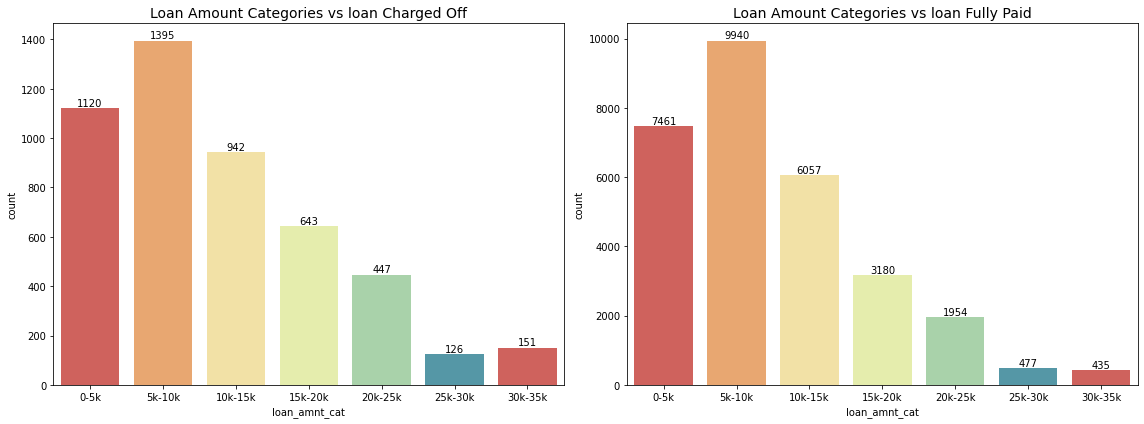 Loan Amount Categories vs loan Charged Off
1400
1200
1000
800
600
400
200
0
count
1120
1395
942
643
447
126
151
0-5k
5k-10k
10k-15k
15k-20k
20k-25k
25k-30k
30k-35k
loan_amnt_cat
Loan Amount Categories vs loan Fully Paid
10000
8000
6000
4000
2000
0
count
7461
9940
6057
3180
1954
477
435
0-5k
5k-10k
10k-15k
15k-20k
20k-25k
25k-30k
30k-35k
loan_amnt_cat